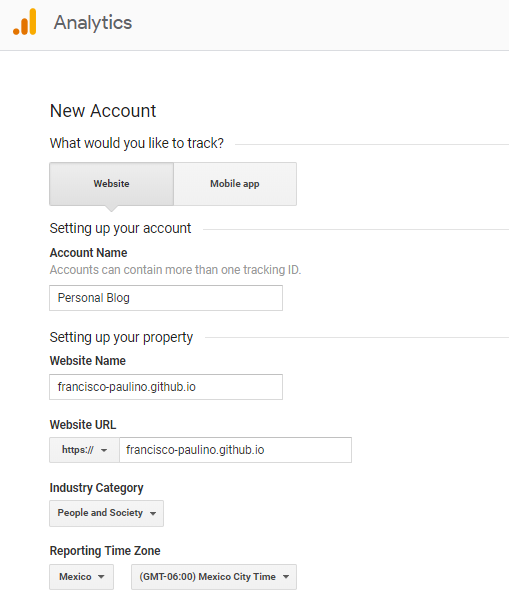 Analytics
New Account
What would you like to track?
Website Mobile app
Setting up your account
Account Name
Accounts can contain more than one tracking ID.
Personal Blog
Setting up your property
Website Name
francisco-paulino.github.io
Website URL
https:// francisco-paulino.github.io
Industry Category
People and Society
Reporting Time Zone
Mexico (GMT-06:00) Mexico City Time